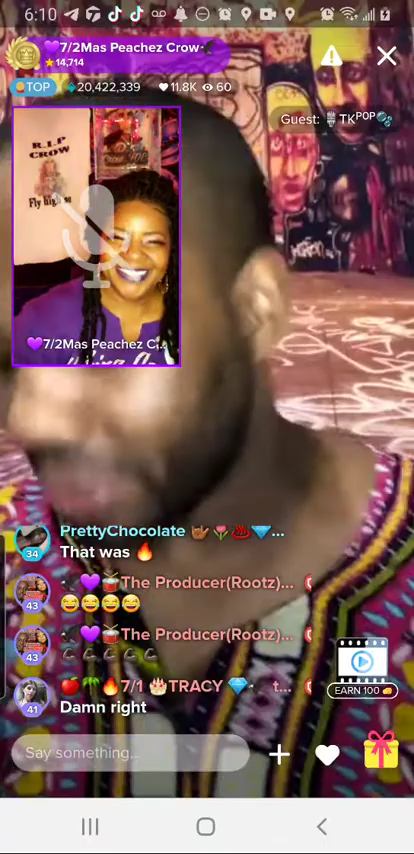 6:10
💜7/2Mas Peachez Crow
14,714
TOP
20,422,339
11.8K
60
Guest: 🎙TKᴾᴼᴾ🫧
R.I.P
CROW
Fly high
💜7/2Mas Peachez C...
PrettyChocolate 🤟🏾🌷♨️💎...
34
That was 🔥
💜🥁The Producer(Rootz)...
43
😂😂😂😂
💜🥁The Producer(Rootz)...
43
💪🏿💪🏿💪🏿💪🏿💪🏿
🍎🌴🔥7/1 🎂TRACY 💎 t...
41
Damn right
EARN 100
Say something...